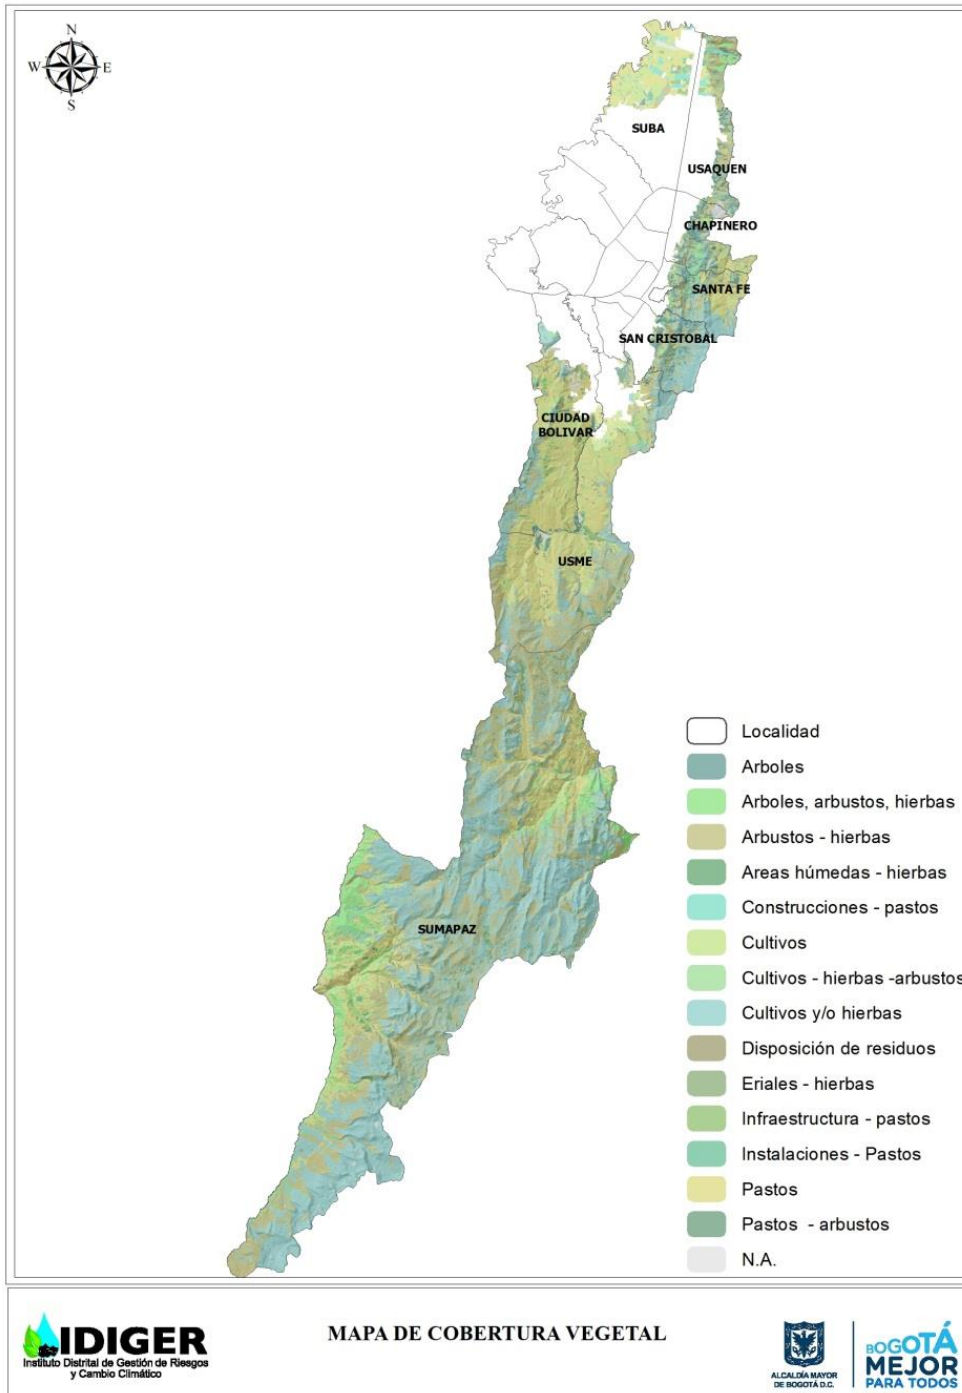 N
W E
S
SUBA
USAQUEN
CHAPINERO
SANTA FE
SAN CRISTOBAL
CIUDAD
BOLIVAR
USME
SUMAPAZ
Localidad
Arboles
Arboles, arbustos, hierbas
Arbustos - hierbas
Areas húmedas - hierbas
Construcciones - pastos
Cultivos
Cultivos - hierbas -arbustos
Cultivos y/o hierbas
Disposición de residuos
Eriales - hierbas
Infraestructura - pastos
Instalaciones - Pastos
Pastos
Pastos - arbustos
N.A.
IDIGER
Instituto Distrital de Gestión de Riesgos
y Cambio Climático
MAPA DE COBERTURA VEGETAL
ALCALDÍA MAYOR
DE BOGOTÁ D.C.
BOGOTÁ
MEJOR
PARA TODOS